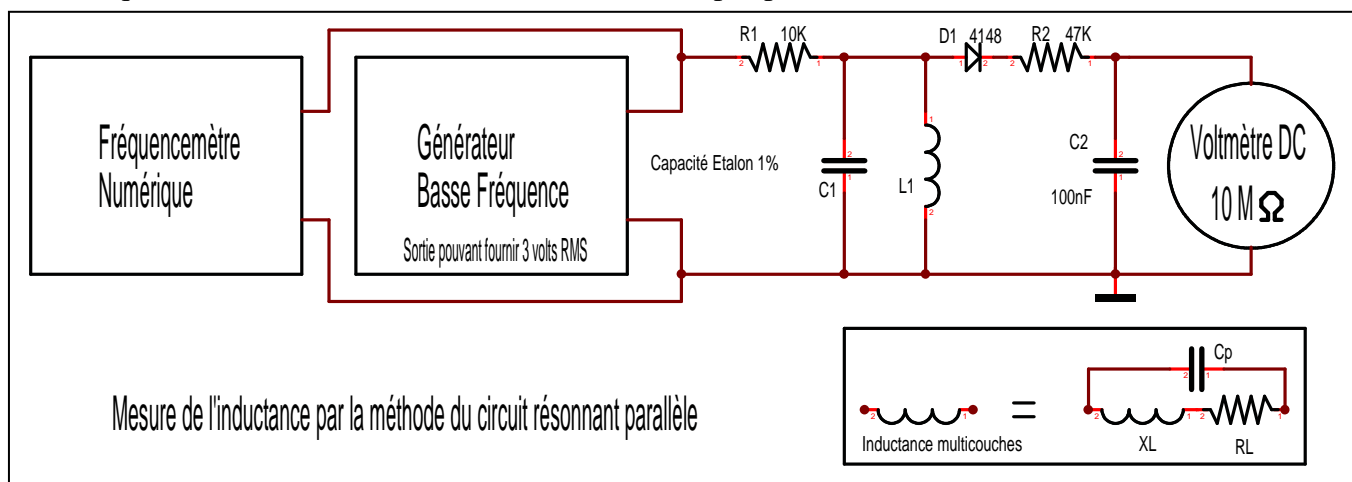 R1 10K
D1 4148
R2 47K
Fréquencemètre
Numérique
Générateur
Basse Fréquence
Sortie pouvant fournir 3 volts RMS
Capacité Etalon 1%
C1
L1
C2
100nF
Voltmètre DC
10 M Ω
Mesure de l'inductance par la méthode du circuit résonnant parallèle
Inductance multicouches
=
Cp
XL
RL